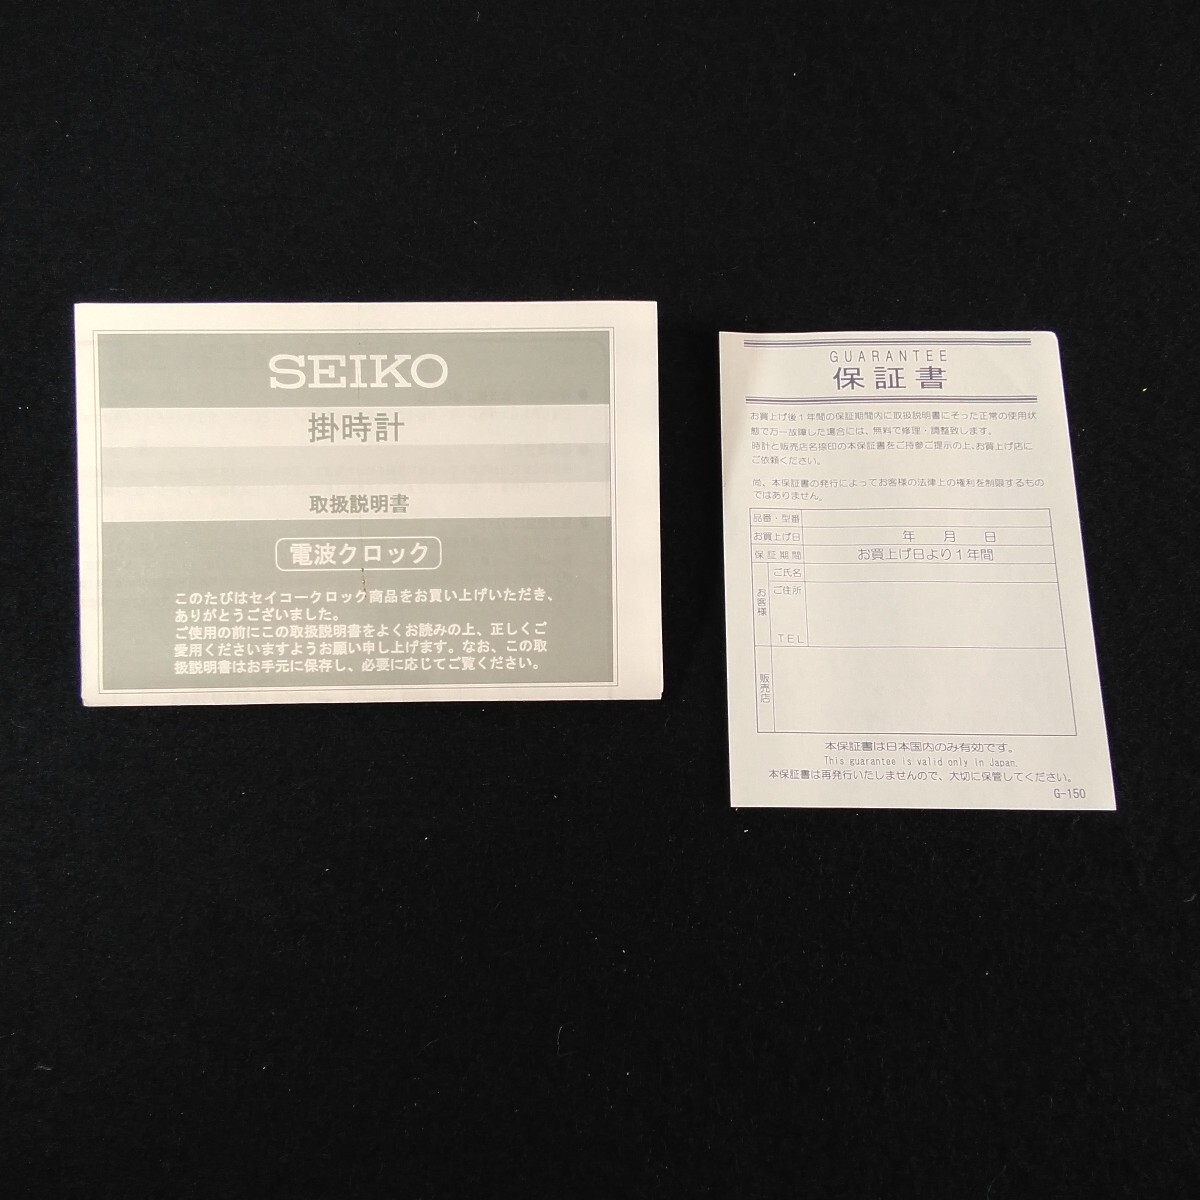 SEIKO
掛時計
取扱説明書
電波クロック
このたびはセイコークロック商品をお買い上げいただき、
ありがとうございました。
ご使用の前にこの取扱説明書をよくお読みの上、正しくご
愛用くださいますようお願い申し上げます。なお、この取
扱説明書はお手元に保存し、必要に応じてご覧ください。
GUARANTEE
保証書
お買上げ後1年間の保証期間内に取扱説明書にそった正常の使用状
態で万一故障した場合には、無料で修理・調整致します。
時計と販売店名捺印の本保証書をご持参ご提示の上、お買上げ店に
ご依頼ください。
尚、本保証書の発行によってお客様の法律上の権利を制限するもの
ではありません。
品番・型番
お買上げ日 年 月 日
保証期間 お買上げ日より1年間
お客様
ご氏名
ご住所
TEL
販売店
本保証書は日本国内のみ有効です。
This guarantee is valid only in Japan.
本保証書は再発行いたしませんので、大切に保管してください。
G-150